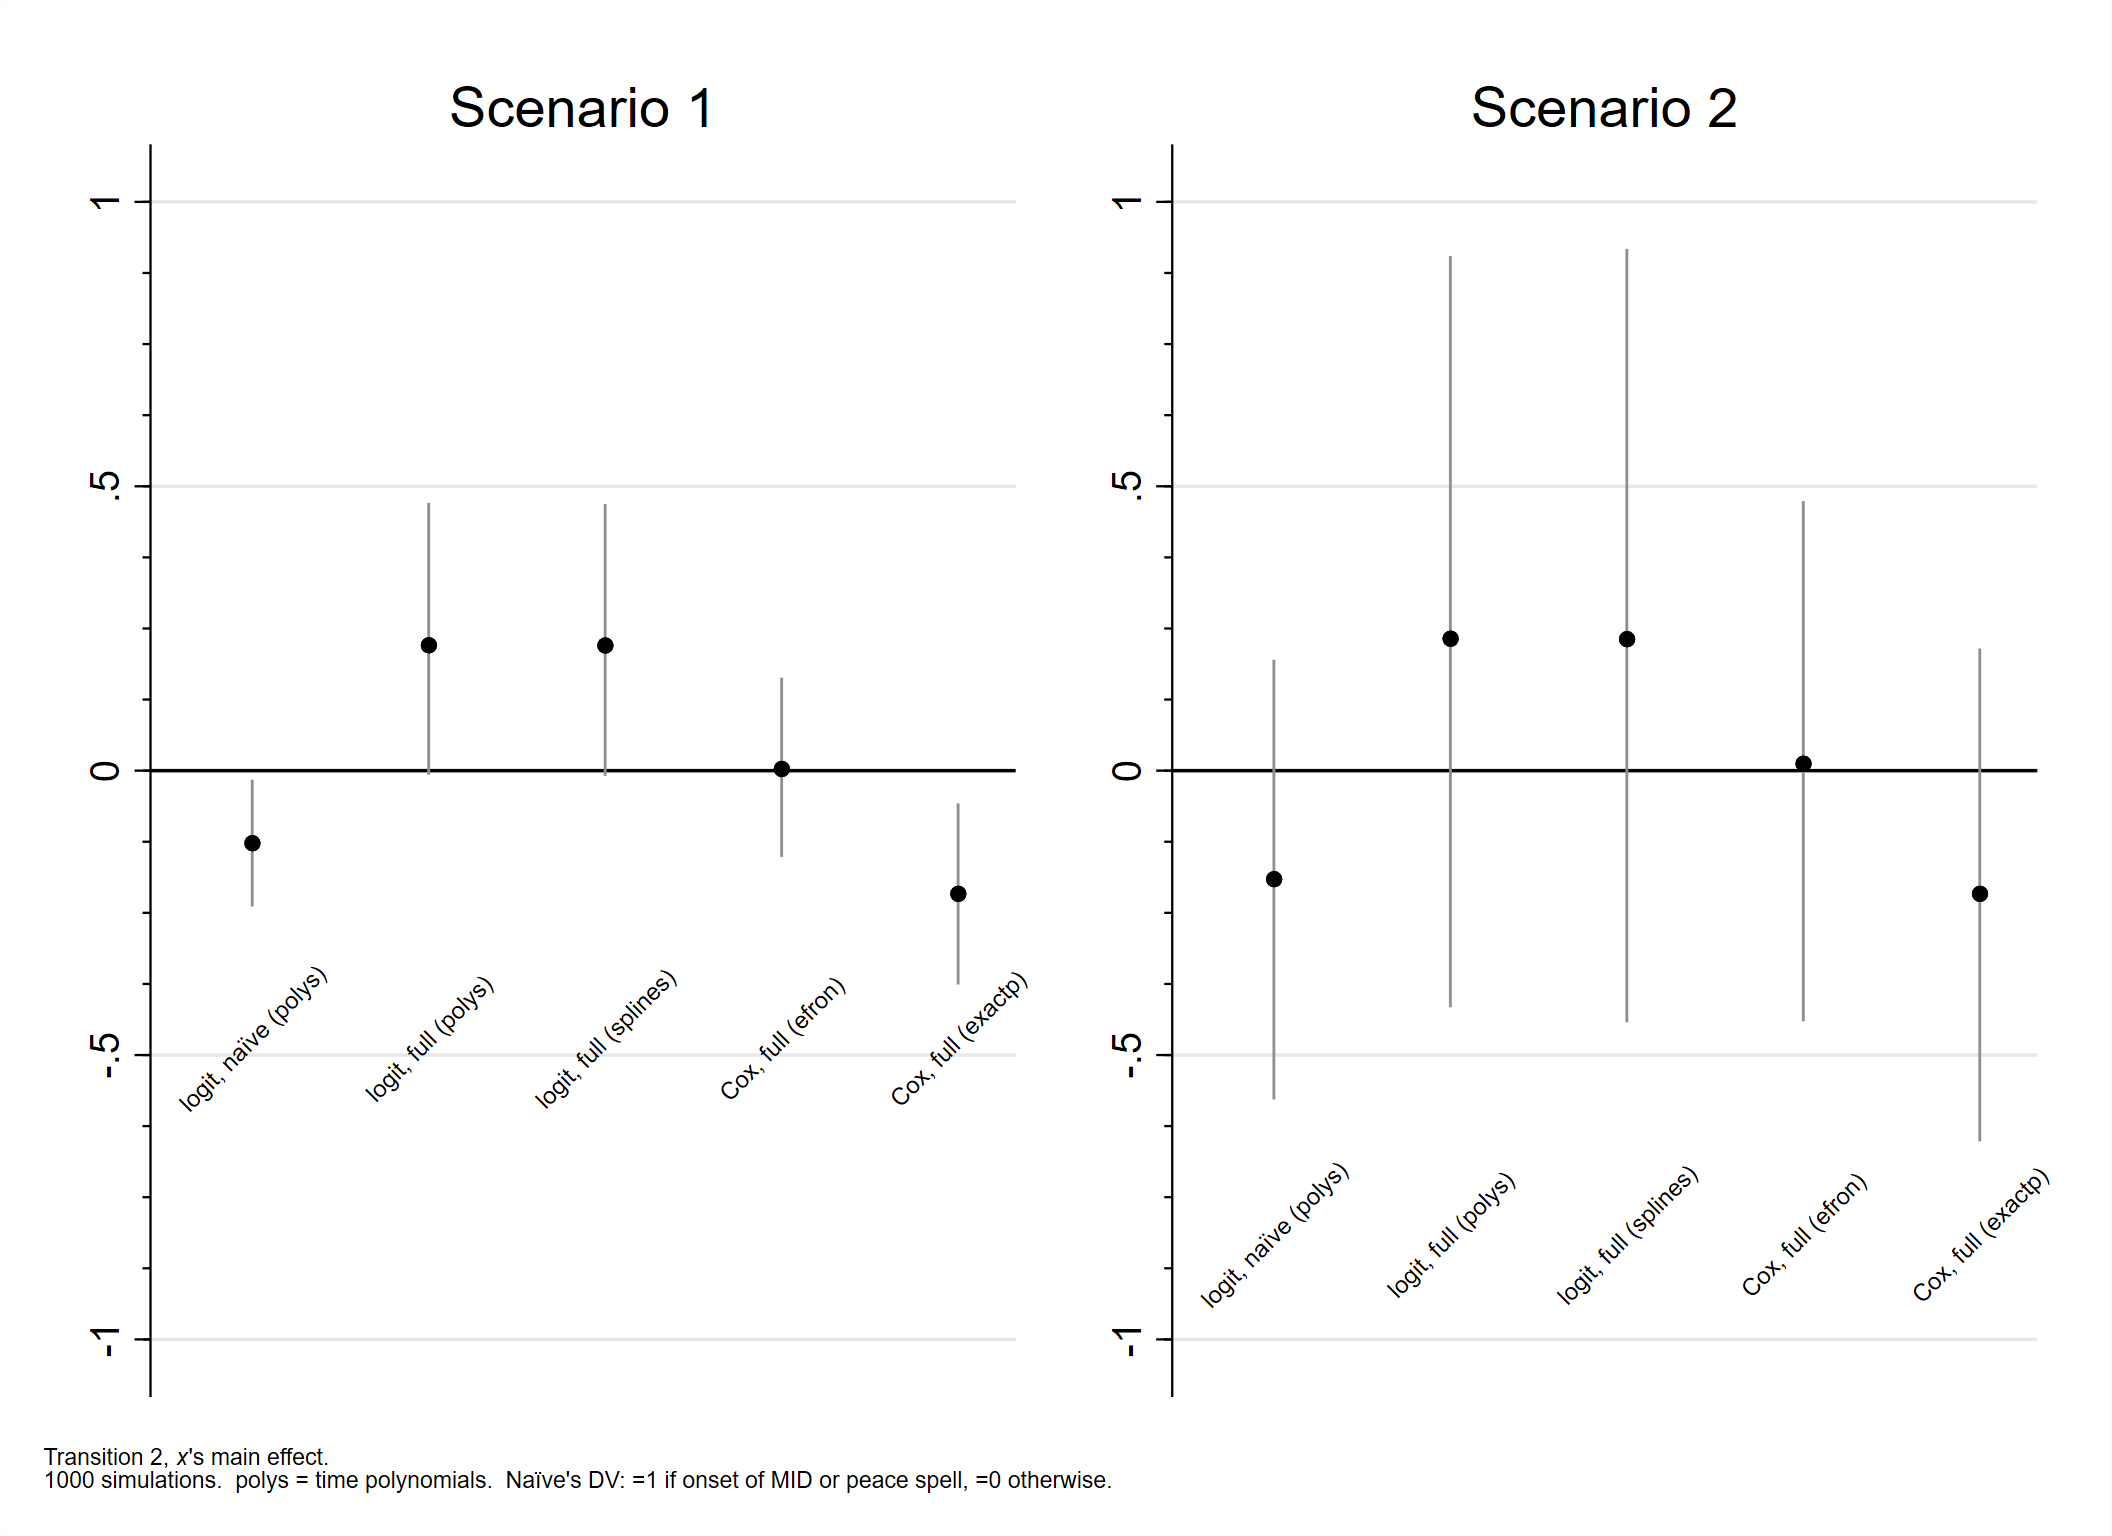 Scenario 1
1
.5
0
-.5
-1
logit, naïve (polys)
logit, full (polys)
logit, full (splines)
Cox, full (efron)
Cox, full (exactp)
Scenario 2
1
.5
0
-.5
-1
logit, naïve (polys)
logit, full (polys)
logit, full (splines)
Cox, full (efron)
Cox, full (exactp)
Transition 2, x's main effect.
1000 simulations.  polys = time polynomials.  Naïve's DV: =1 if onset of MID or peace spell, =0 otherwise.